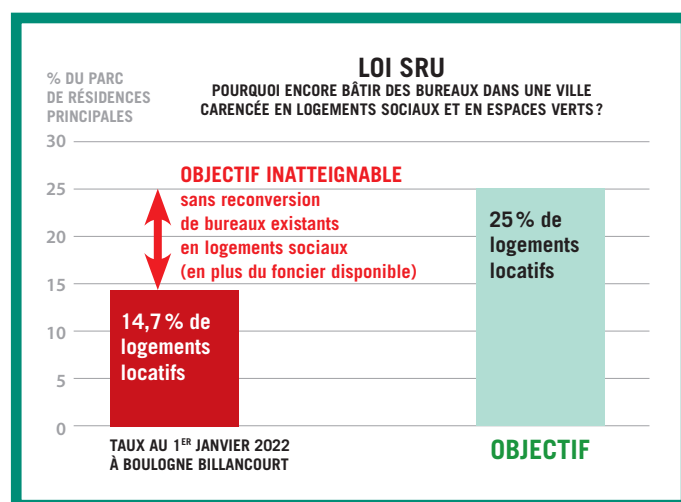 LOI SRU
POURQUOI ENCORE BÂTIR DES BUREAUX DANS UNE VILLE
CARENCÉE EN LOGEMENTS SOCIAUX ET EN ESPACES VERTS ?
% DU PARC
DE RÉSIDENCES
PRINCIPALES
30
25
20
15
10
5
0
OBJECTIF INATTEIGNABLE
sans reconversion
de bureaux existants
en logements sociaux
(en plus du foncier disponible)
14,7 % de
logements
locatifs
25 % de
logements
locatifs
TAUX AU 1ER JANVIER 2022
À BOULOGNE BILLANCOURT
OBJECTIF